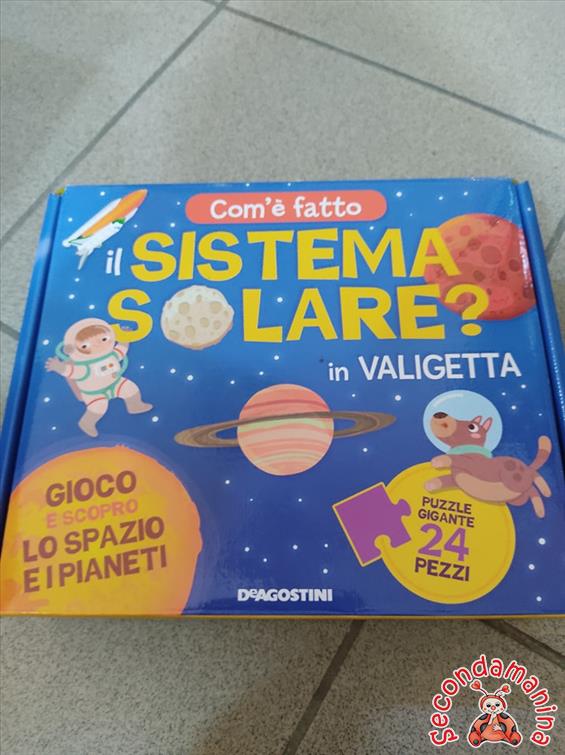 Com'è fatto
il SISTEMA
SOLARE?
in VALIGETTA
GIOCO
E SCOPRO
LO SPAZIO
E I PIANETI
PUZZLE
GIGANTE
24
PEZZI
DeAGOSTINI
Secondamanina